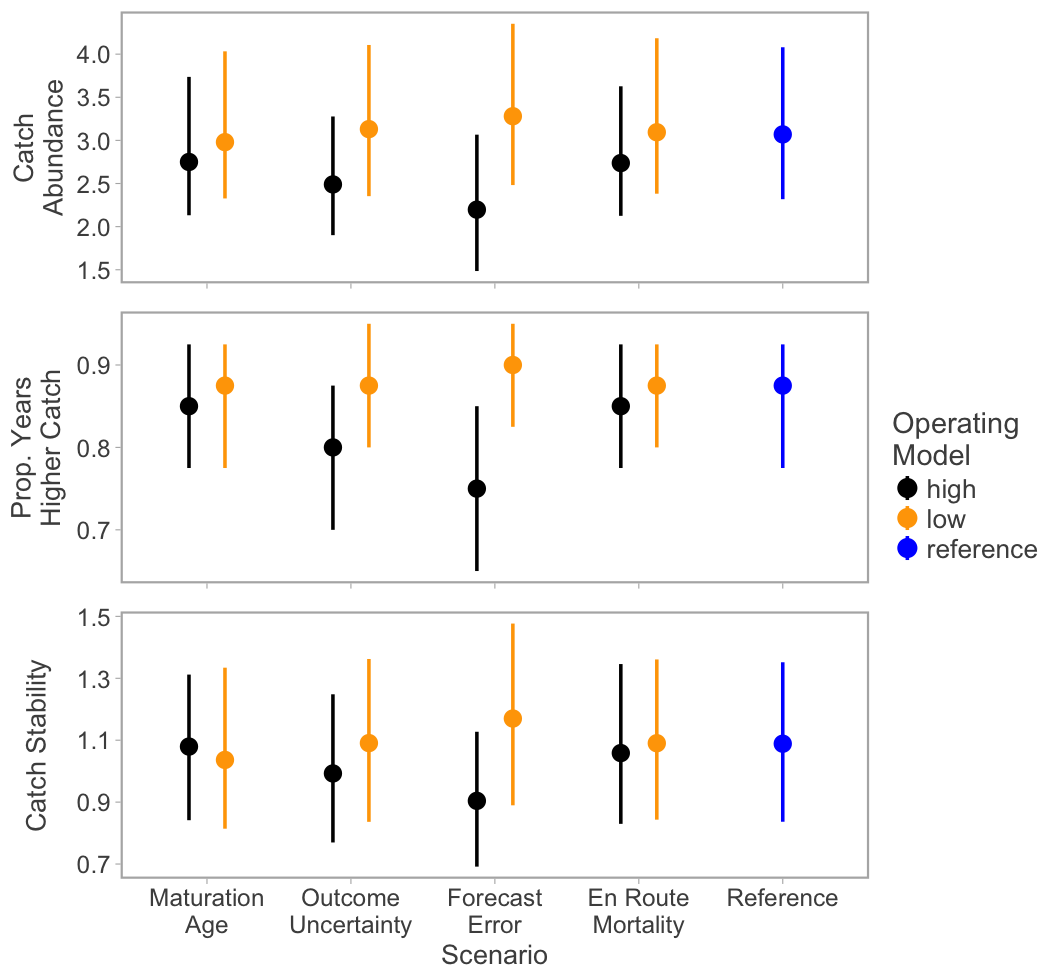 Catch
Abundance
4.0
3.5
3.0
2.5
2.0
1.5
Prop. Years
Higher Catch
0.9
0.8
0.7
Catch Stability
1.5
1.3
1.1
0.9
0.7
Maturation
Age
Outcome
Uncertainty
Forecast
Error
En Route
Mortality
Reference
Scenario
Operating
Model
high
low
reference